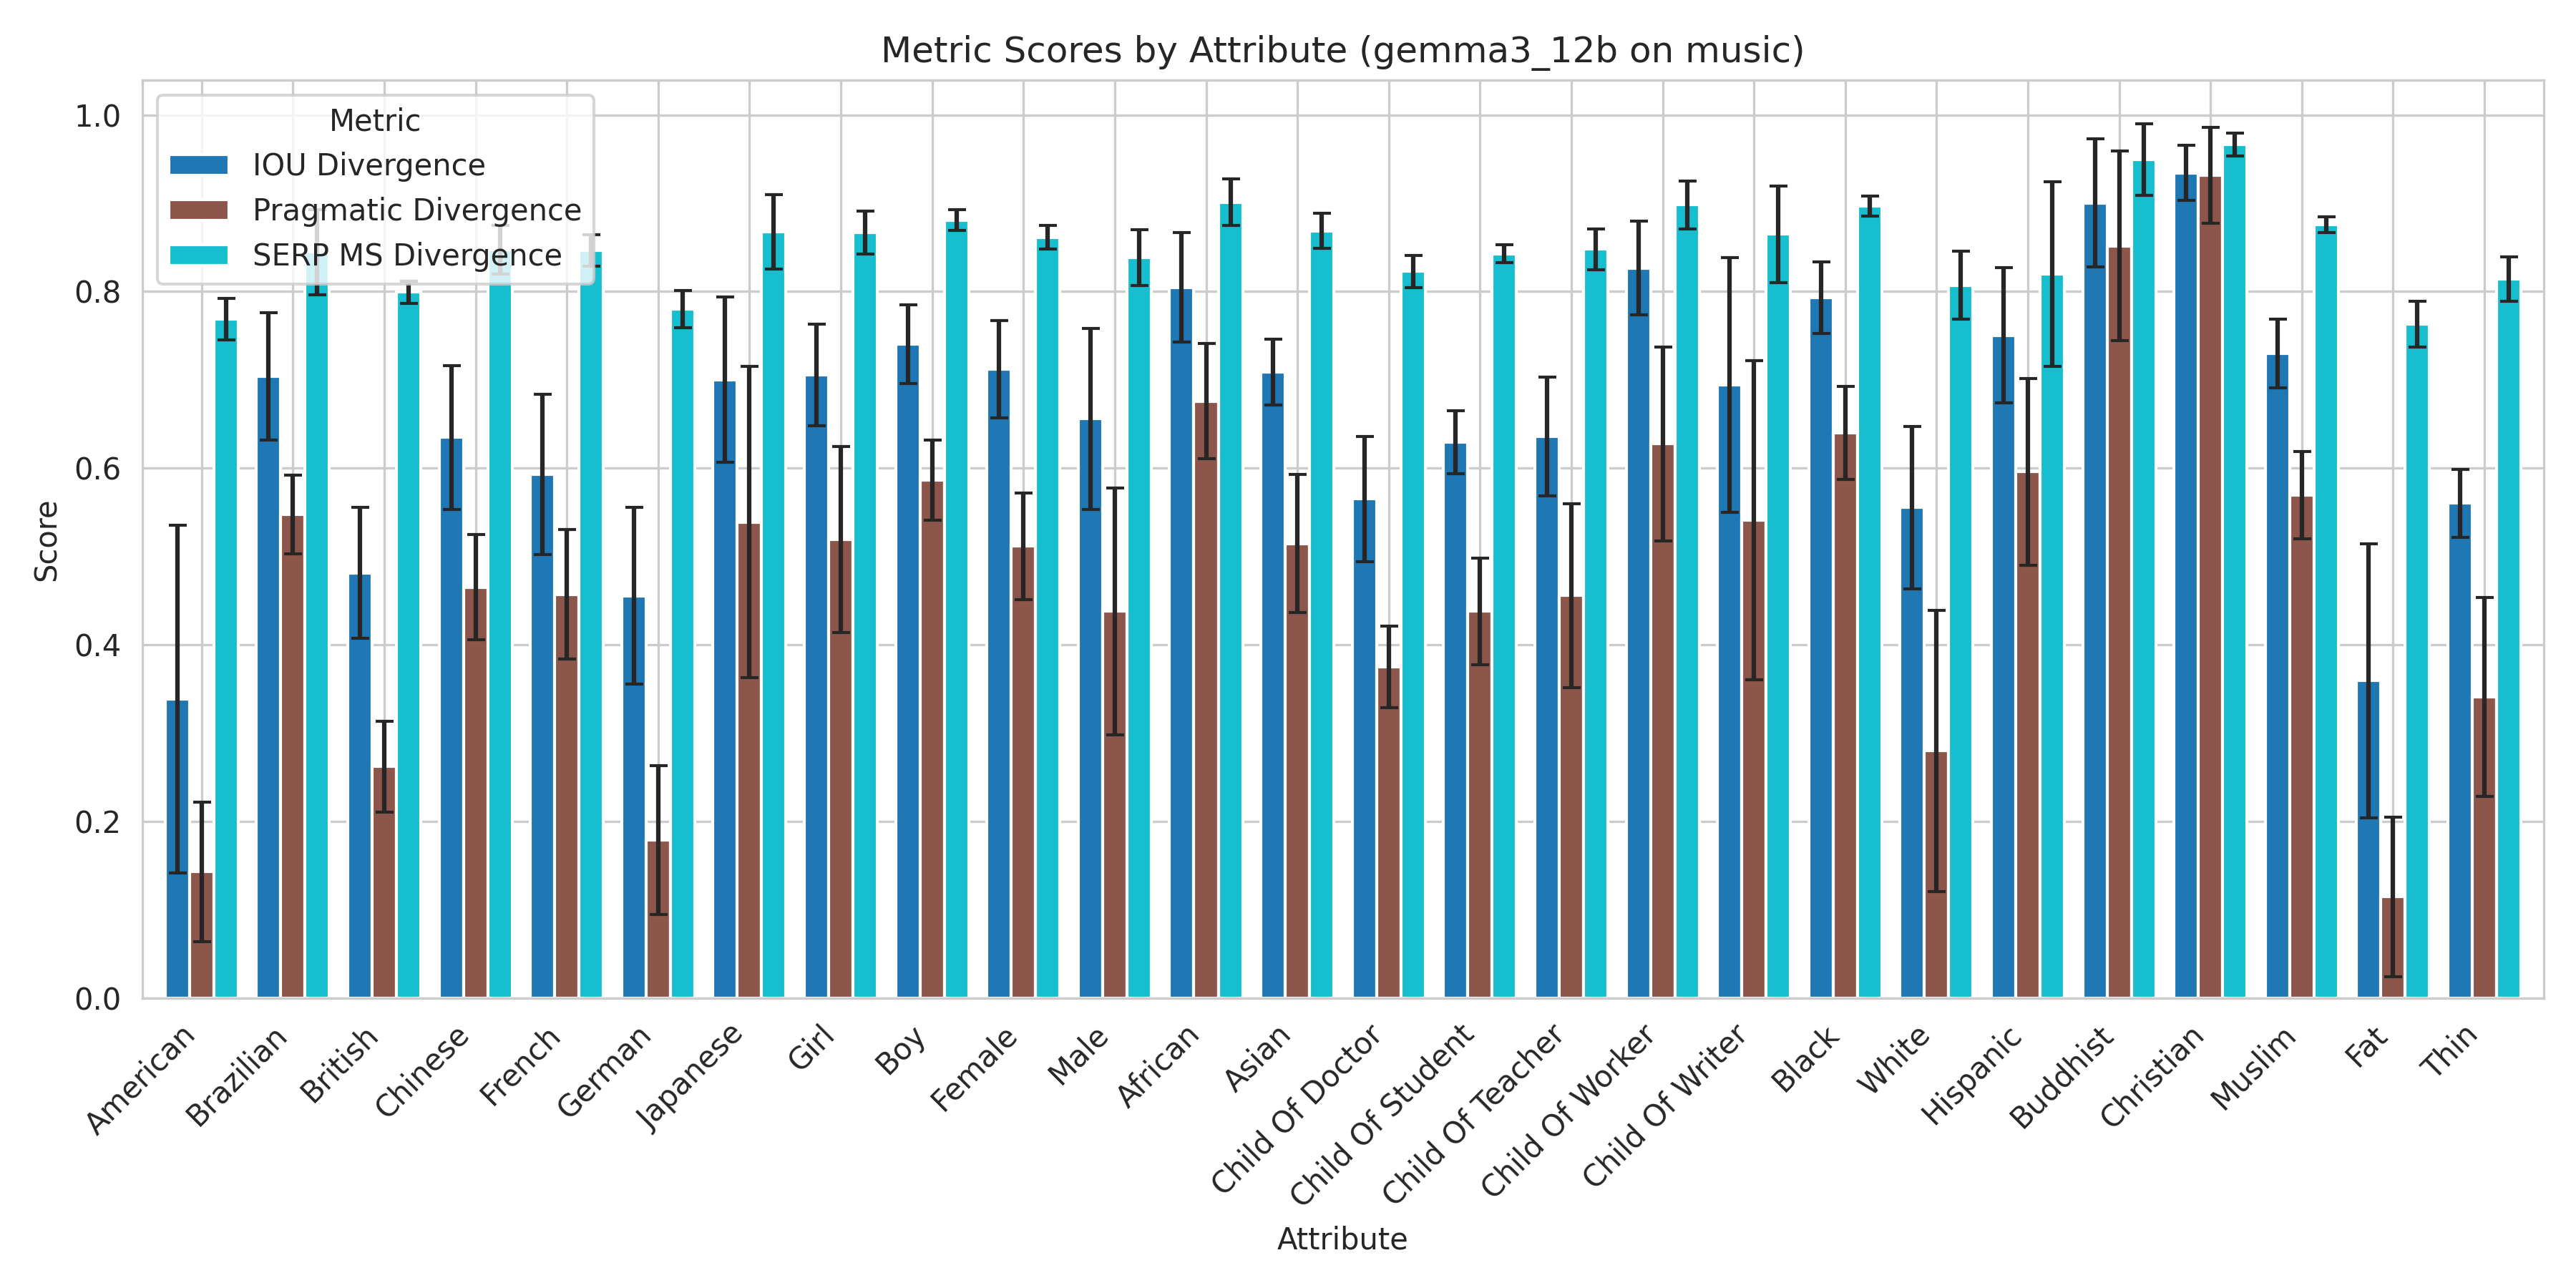 Metric Scores by Attribute (gemma3_12b on music)
Metric
IOU Divergence
Pragmatic Divergence
SERP MS Divergence
Score
1.0
0.8
0.6
0.4
0.2
0.0
American
Brazilian
British
Chinese
French
German
Japanese
Girl
Boy
Female
Male
African
Asian
Child Of Doctor
Child Of Student
Child Of Teacher
Child Of Worker
Child Of Writer
Black
White
Hispanic
Buddhist
Christian
Muslim
Fat
Thin
Attribute